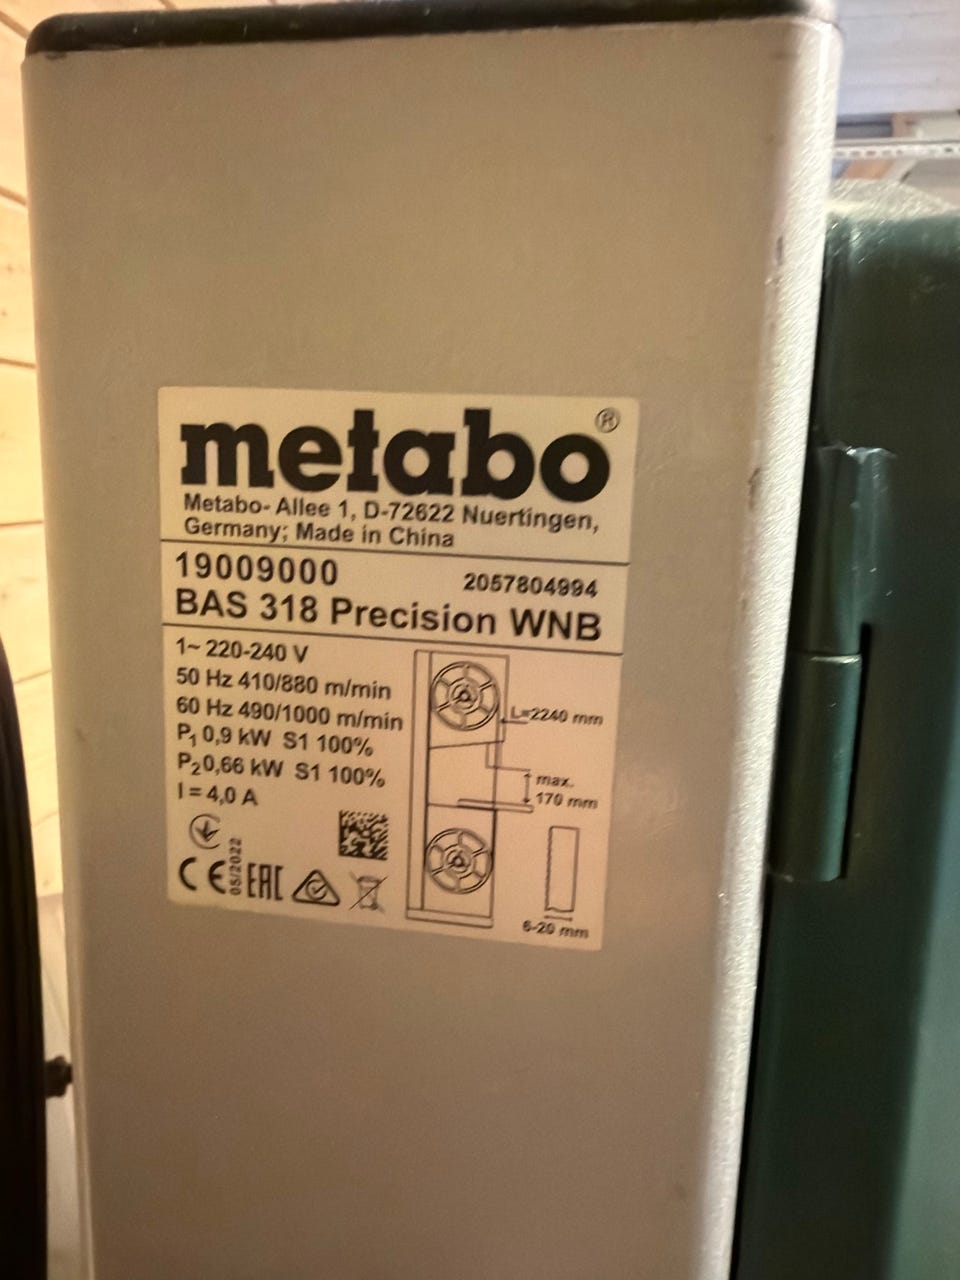 metabo®
Metabo- Allee 1, D-72622 Nuertingen,
Germany; Made in China
19009000
2057804994
BAS 318 Precision WNB
1~ 220-240 V
50 Hz 410/880 m/min
60 Hz 490/1000 m/min
P1 0,9 kW S1 100%
P2 0,66 kW S1 100%
I = 4,0 A
L=2240 mm
max.
170 mm
6-20 mm
05/2022
CE EAC